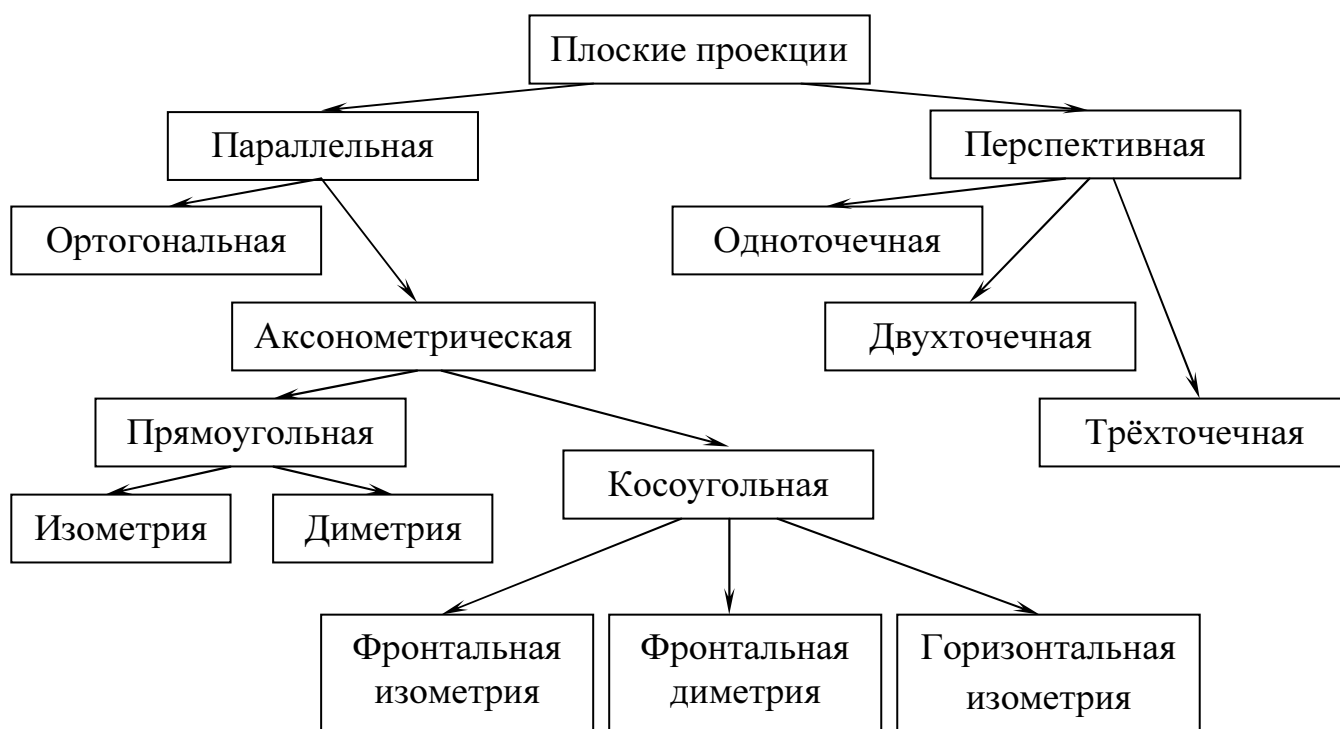 Плоские проекции
Параллельная
Перспективная
Ортогональная
Одноточечная
Аксонометрическая
Двухточечная
Прямоугольная
Трёхточечная
Косоугольная
Изометрия
Диметрия
Фронтальная
изометрия
Фронтальная
диметрия
Горизонтальная
изометрия